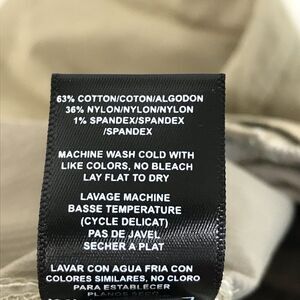 63% COTTON/COTON/ALGODON
36% NYLON/NYLON/NYLON
1% SPANDEX/SPANDEX
/SPANDEX
MACHINE WASH COLD WITH
LIKE COLORS, NO BLEACH
LAY FLAT TO DRY
LAVAGE MACHINE
BASSE TEMPERATURE
(CYCLE DELICAT)
PAS DE JAVEL
SECHER A PLAT
LAVAR CON AGUA FRIA CON
COLORES SIMILARES, NO CLORO
PARA ESTABLECER
PLANOS SECO